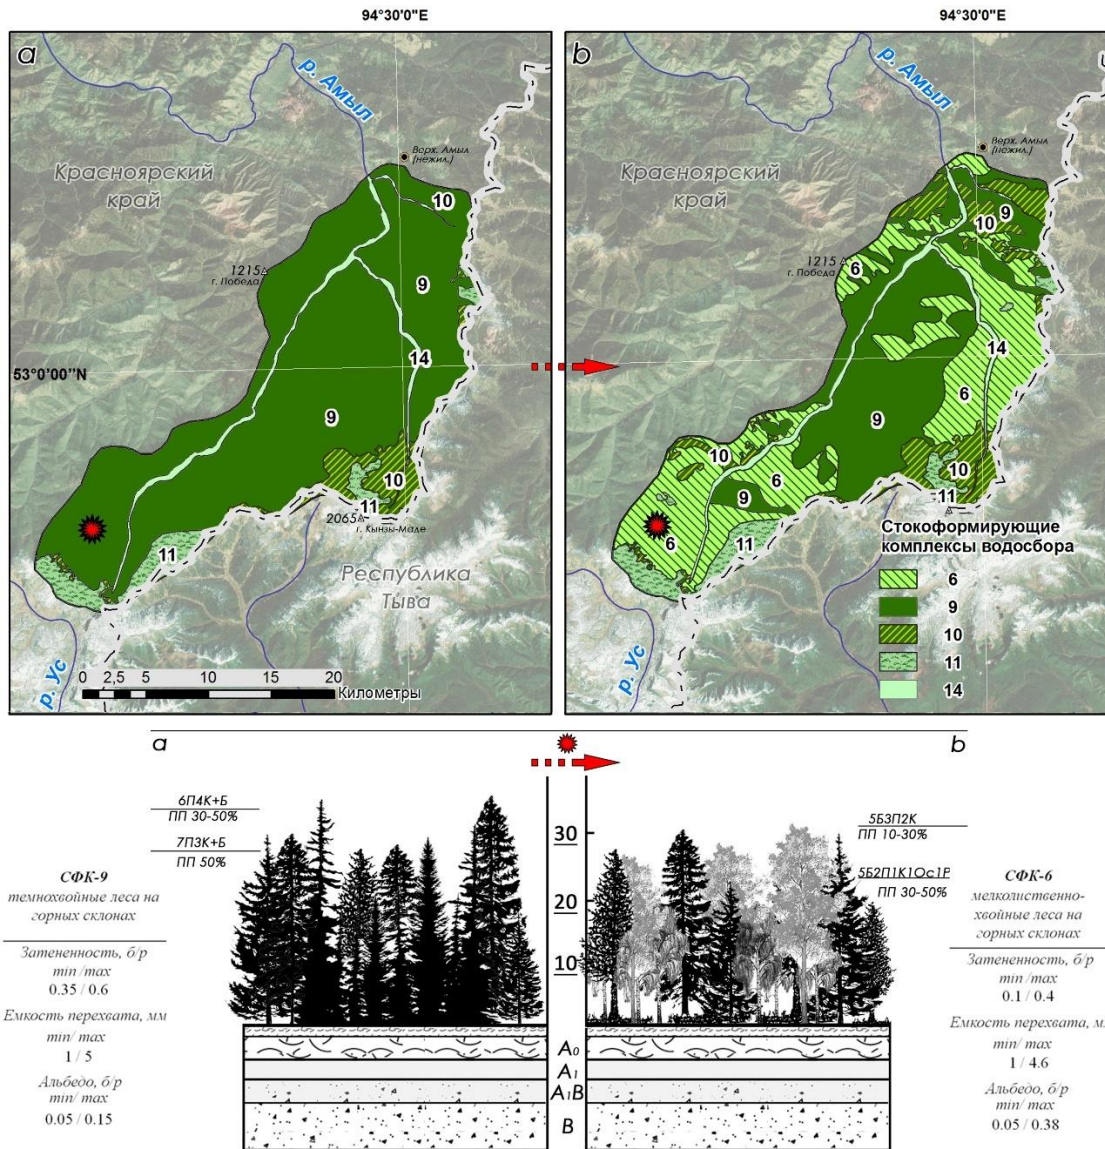 94°30'0"E
94°30'0"E
a
b
р. Амыл
р. Амыл
Верх. Амыл
(нежил.)
Верх. Амыл
(нежил.)
Красноярский
край
Красноярский
край
10
9
10
1215
г. Победа
9
1215
г. Победа
6
14
14
53°0'00"N
9
6
9
10
6
10
10
9
11
11
2065
г. Кынзы-Маде
6
11
11
Республика
Тыва
Стокоформирующие
комплексы водосбора
6
9
10
11
14
р. Ус
р. Ус
0 2,5 5 10 15 20
Километры
a
b
6П4К+Б
ПП 30-50%
7П3К+Б
ПП 50%
СФК-9
темнохвойные леса на
горных склонах
Затененность, б/р
min/max
0.35 / 0.6
Емкость перехвата, мм
min/ max
1 / 5
Альбедо, б/р
min/ max
0.05 / 0.15
30
20
10
A0
A1
A1B
B
5Б3П2К
ПП 10-30%
5Б2П1К1Ос1Р
ПП 30-50%
СФК-6
мелколиственно-
хвойные леса на
горных склонах
Затененность, б/р
min/max
0.1 / 0.4
Емкость перехвата, м
min/ max
1 / 4.6
Альбедо, б/р
min/ max
0.05 / 0.38